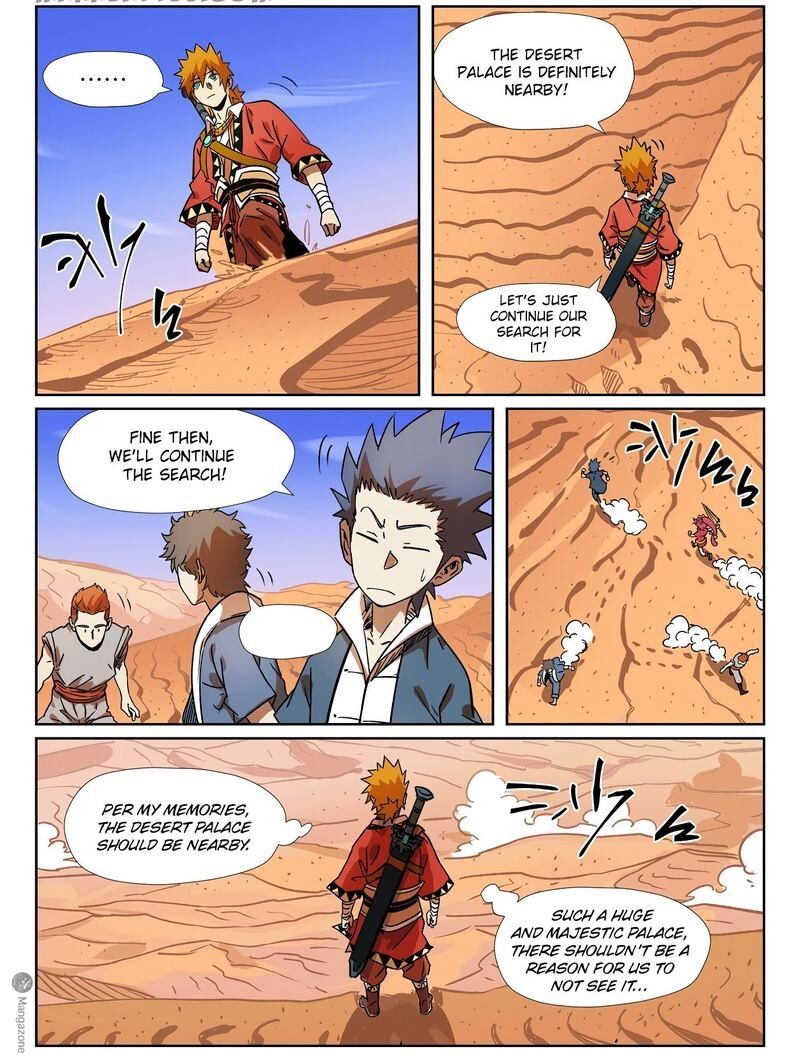 ......
THE DESERT
PALACE IS DEFINITELY
NEARBY!
LET'S JUST
CONTINUE OUR
SEARCH FOR
IT!
FINE THEN,
WE'LL CONTINUE
THE SEARCH!
PER MY MEMORIES,
THE DESERT PALACE
SHOULD BE NEARBY.
SUCH A HUGE
AND MAJESTIC PALACE,
THERE SHOULDN'T BE A
REASON FOR US TO
NOT SEE IT...
Mangazone